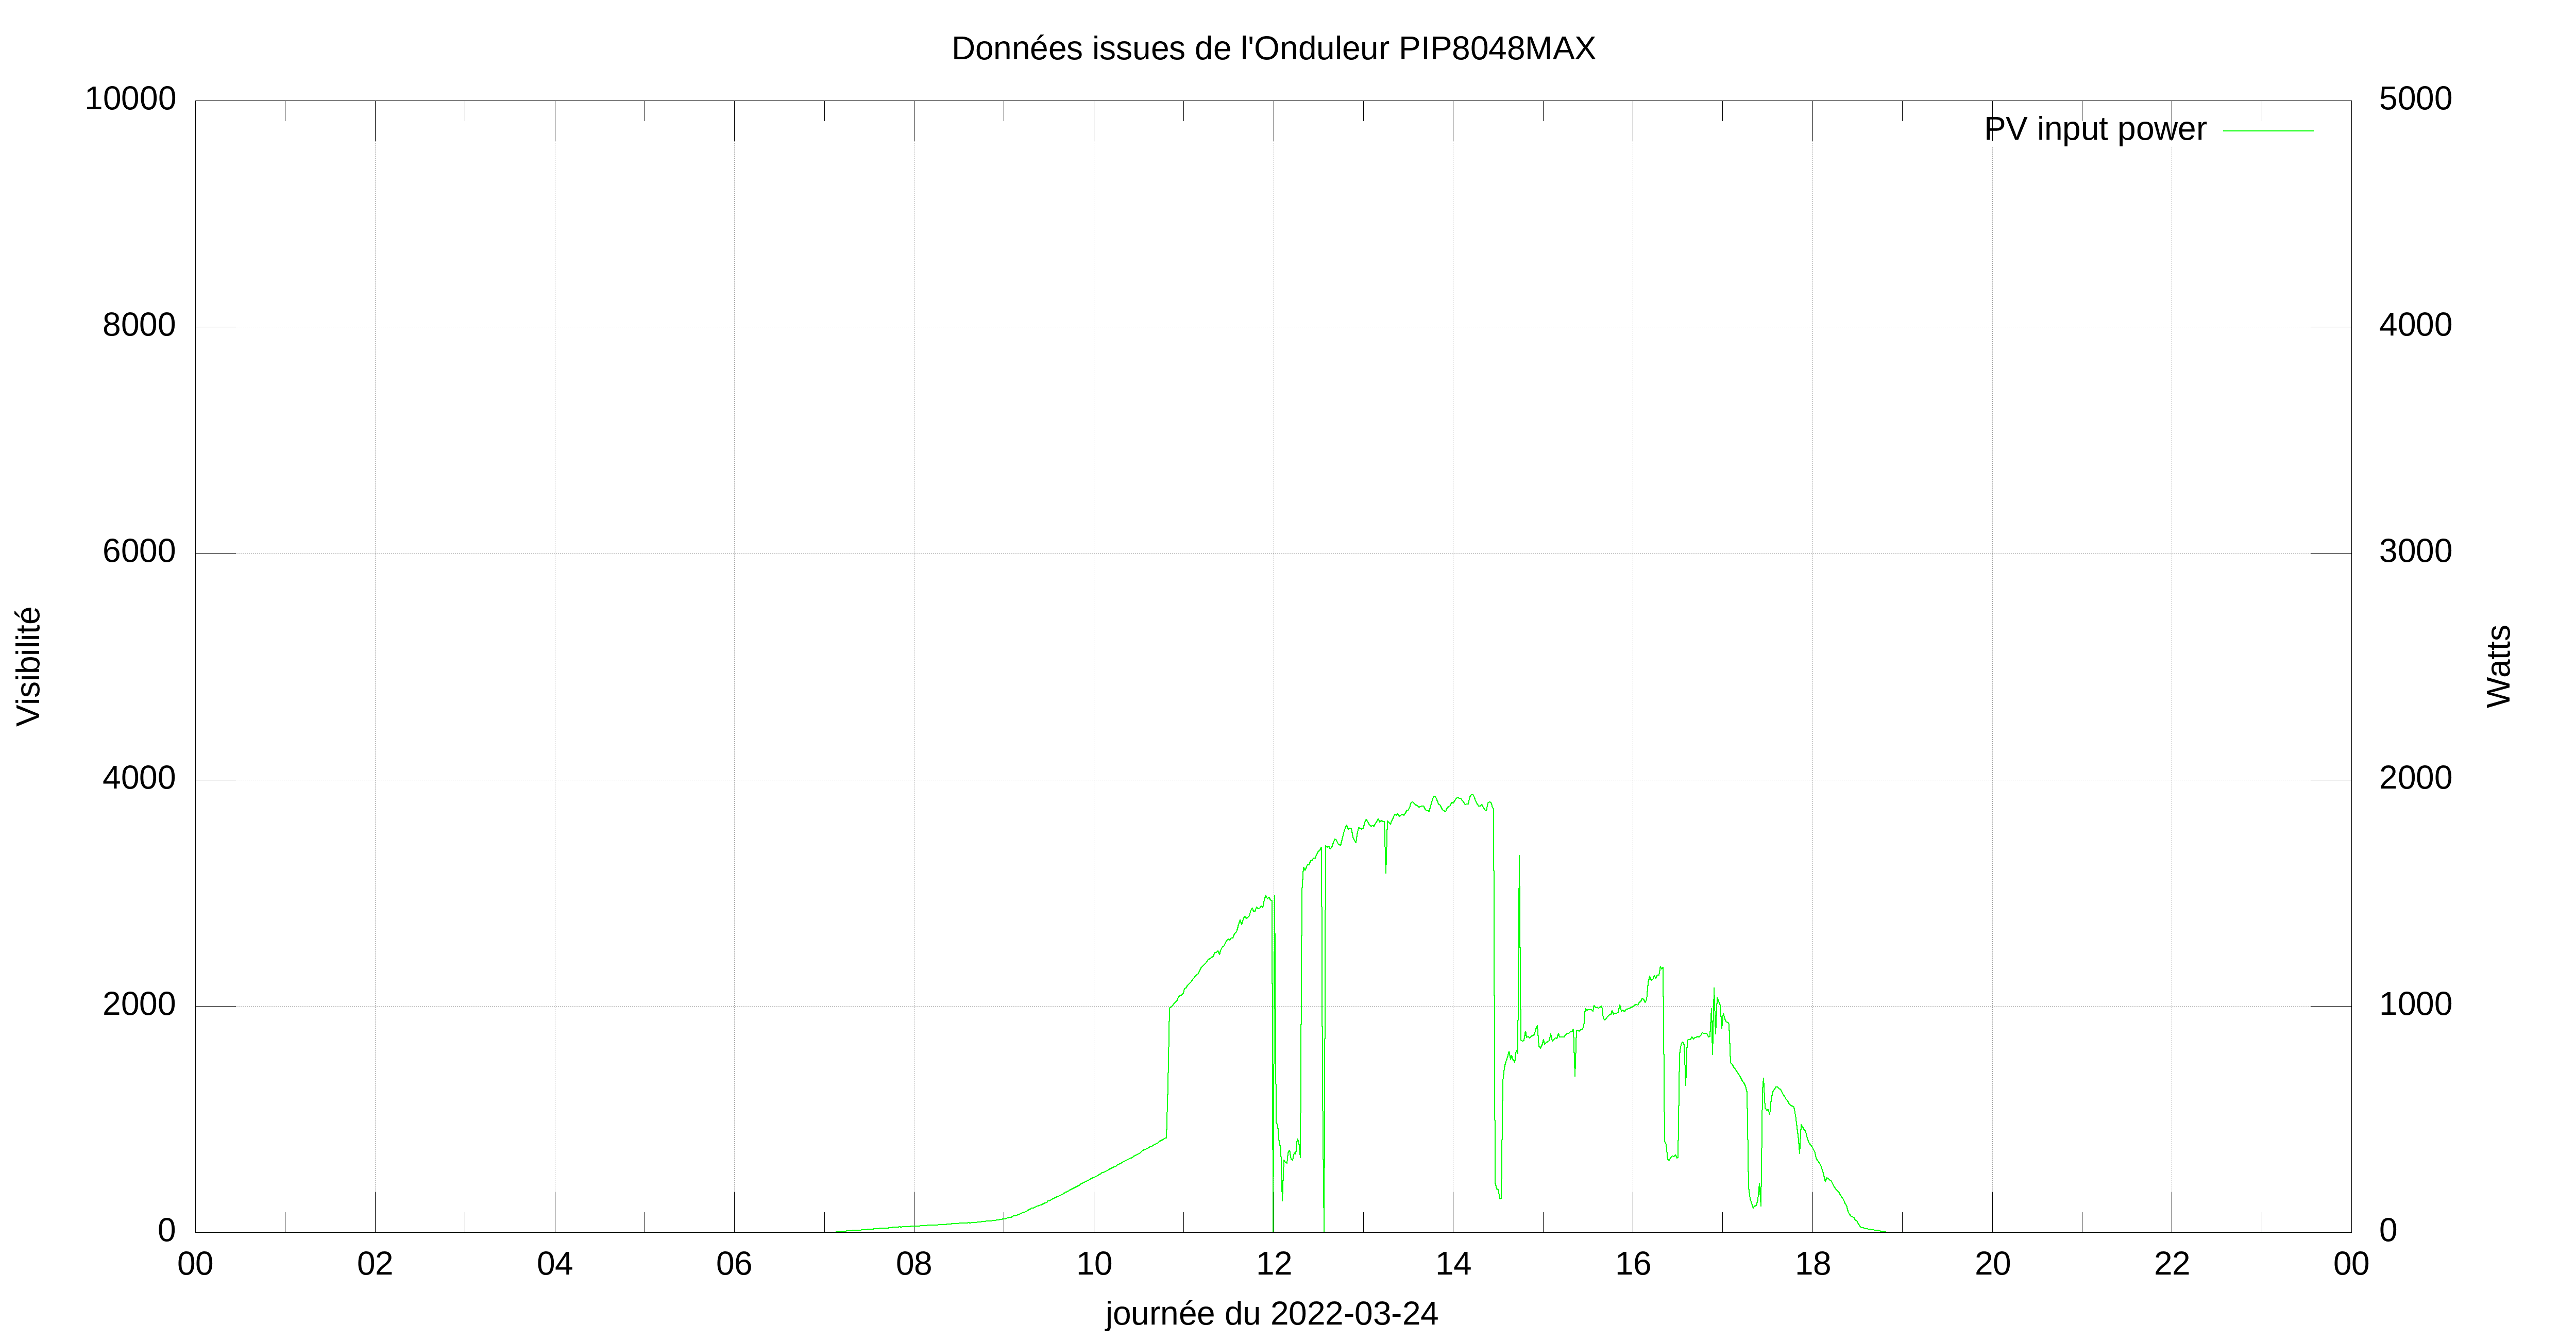 Données issues de l'Onduleur PIP8048MAX
10000
8000
6000
4000
2000
0
Visibilité
5000
4000
3000
2000
1000
0
Watts
PV input power
00 02 04 06 08 10 12 14 16 18 20 22 00
journée du 2022-03-24